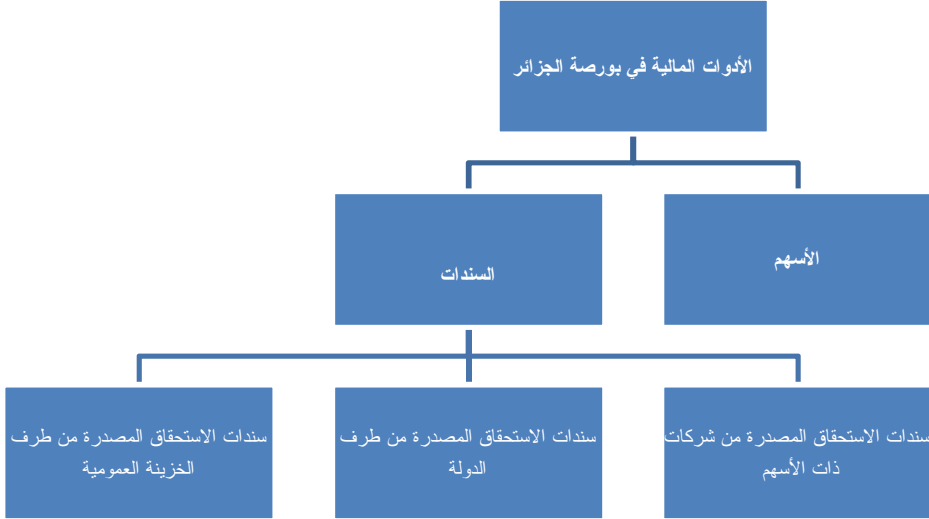 الأدوات المالية في بورصة الجزائر
الأسهم
السندات
سندات الاستحقاق المصدرة من شركات
ذات الأسهم
سندات الاستحقاق المصدرة من طرف
الدولة
سندات الاستحقاق المصدرة من طرف
الخزينة العمومية